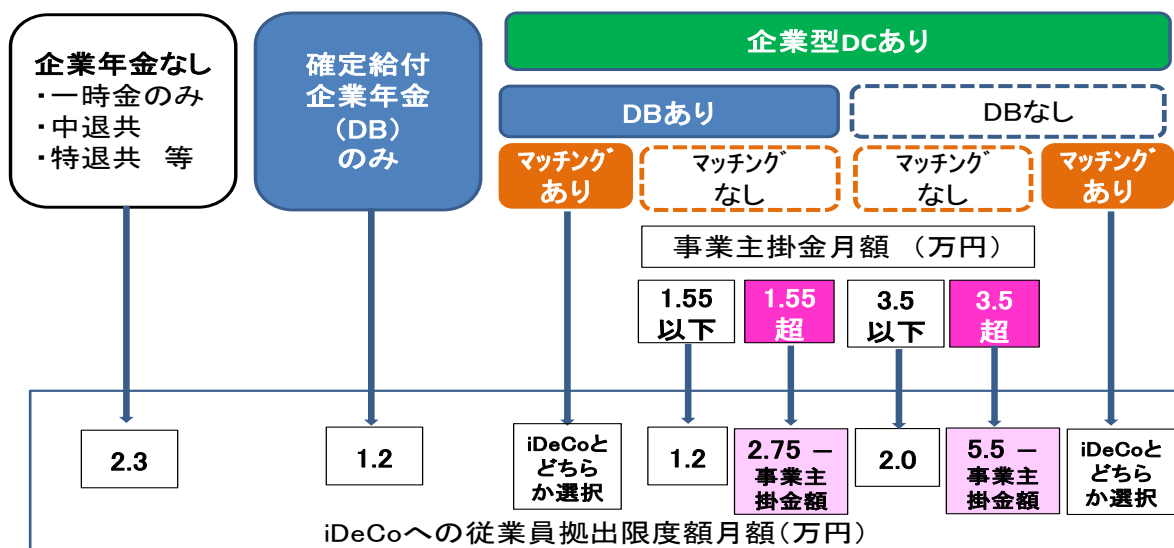 企業年金なし
・一時金のみ
・中退共
・特退共 等
確定給付
企業年金
(DB)
のみ
企業型DCあり
DBあり
DBなし
マッチング
あり
マッチング
なし
マッチング
なし
マッチング
あり
事業主掛金月額 (万円)
1.55
以下
1.55
超
3.5
以下
3.5
超
2.3
1.2
iDeCoと
どちら
か選択
1.2
2.75 －
事業主
掛金額
2.0
5.5 －
事業主
掛金額
iDeCoと
どちら
か選択
iDeCoへの従業員拠出限度額月額(万円)